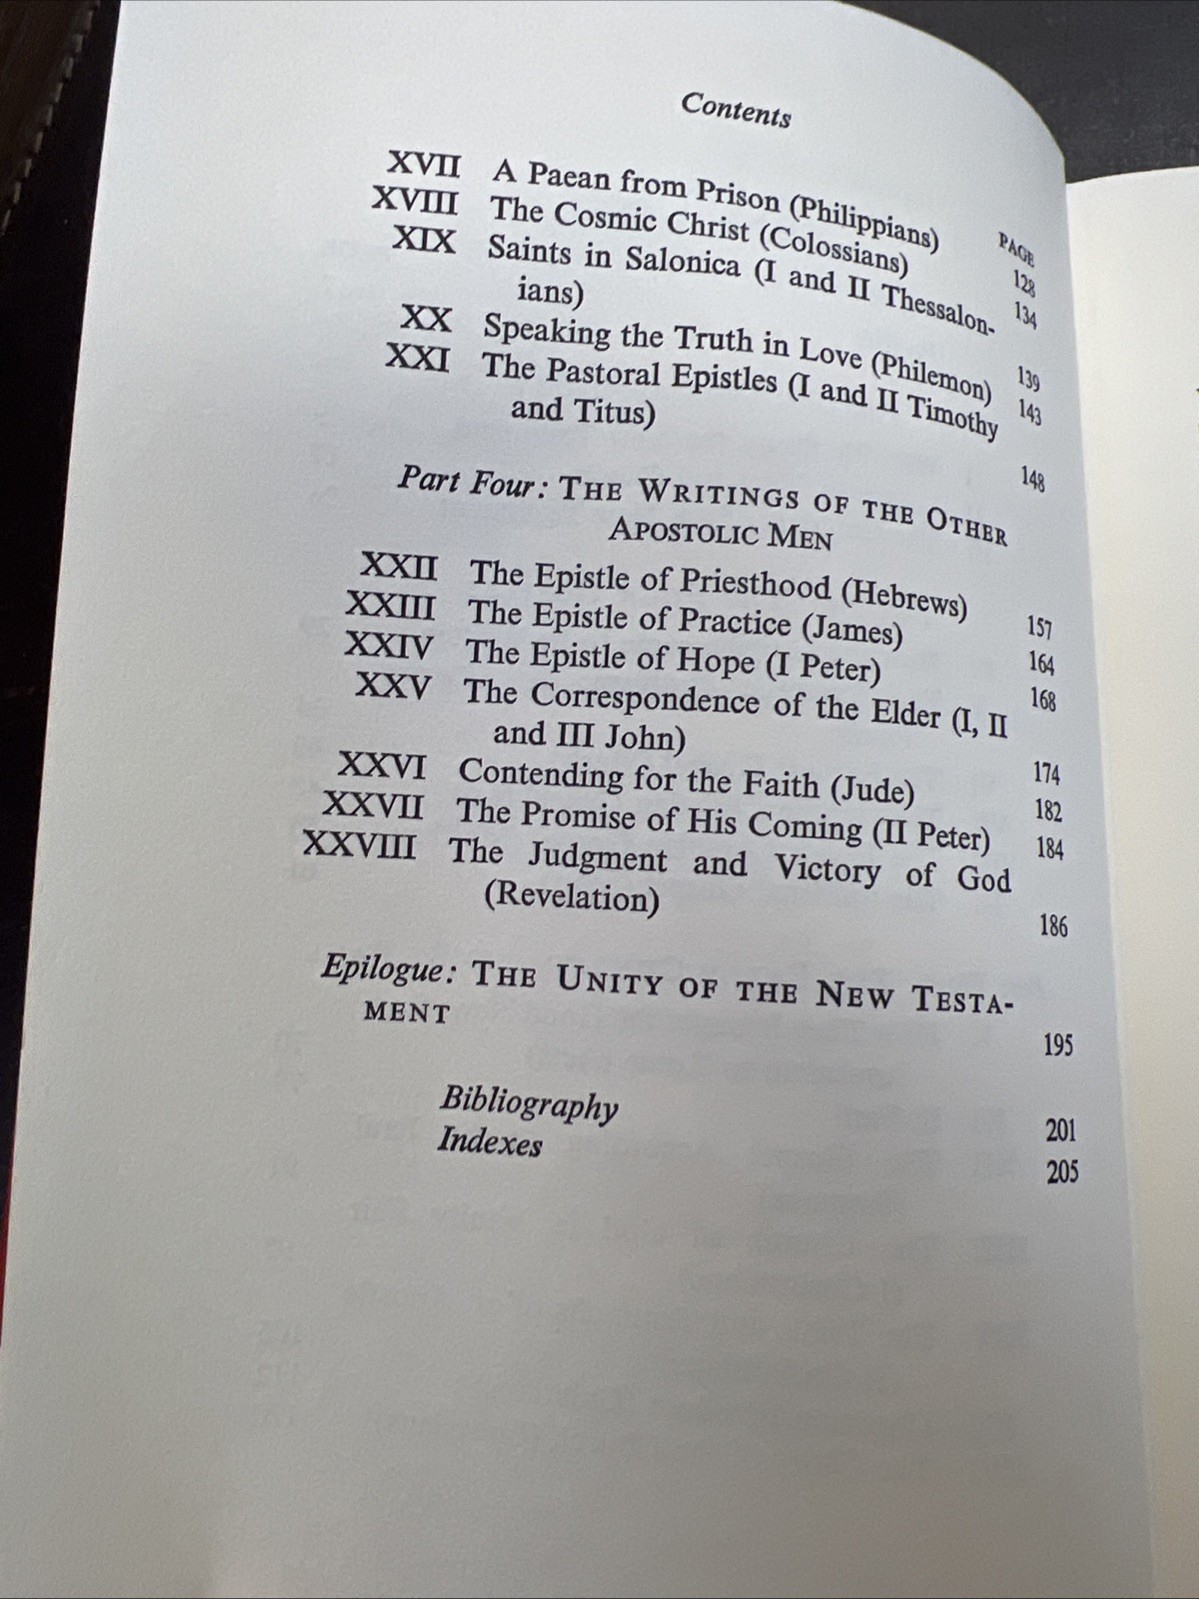 Contents
PAGE
XVII A Paean from Prison (Philippians) 128
XVIII The Cosmic Christ (Colossians) 134
XIX Saints in Salonica (I and II Thessalon-
ians) 139
XX Speaking the Truth in Love (Philemon) 143
XXI The Pastoral Epistles (I and II Timothy
and Titus) 148
Part Four: THE WRITINGS OF THE OTHER
APOSTOLIC MEN
XXII The Epistle of Priesthood (Hebrews) 157
XXIII The Epistle of Practice (James) 164
XXIV The Epistle of Hope (I Peter) 168
XXV The Correspondence of the Elder (I, II
and III John) 174
XXVI Contending for the Faith (Jude) 182
XXVII The Promise of His Coming (II Peter) 184
XXVIII The Judgment and Victory of God
(Revelation) 186
Epilogue: THE UNITY OF THE NEW TESTA-
MENT 195
Bibliography 201
Indexes 205